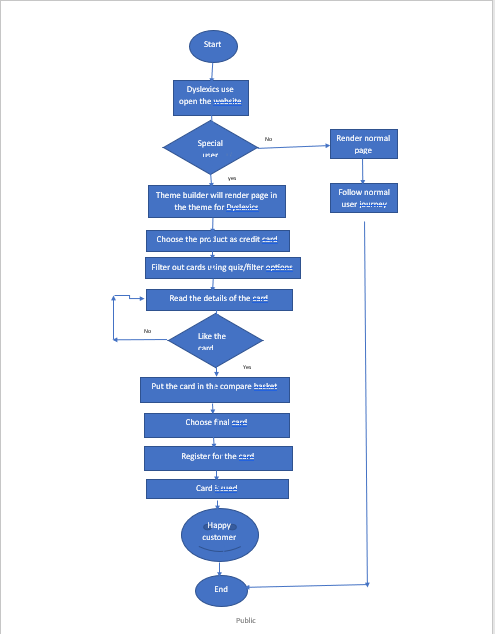 Start
Dyslexics use
open the website
Special
user
No
Render normal
page
yes
Theme builder will render page in
the theme for Dyslexics
Follow normal
user journey
Choose the product as credit card
Filter out cards using quiz/filter options
Read the details of the card
No
Like the
card
Yes
Put the card in the compare basket
Choose final card
Register for the card
Card issued
Happy
customer
End
Public